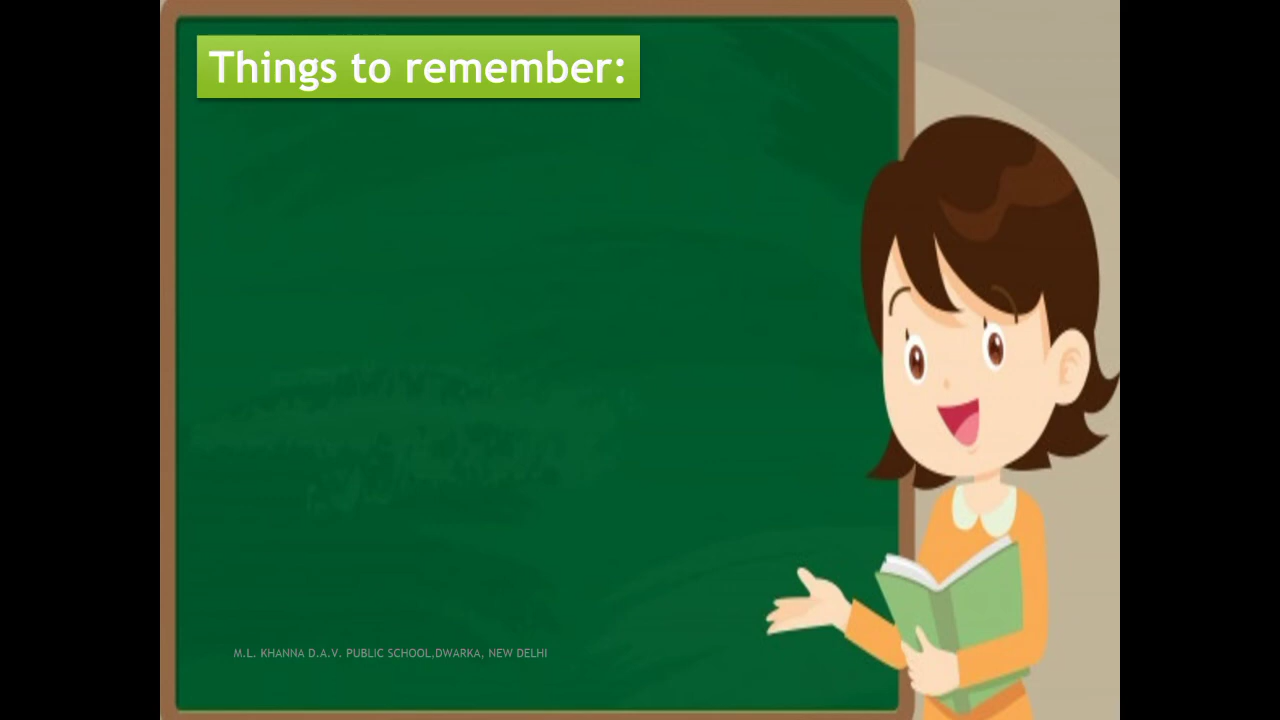 Things to remember:
M.L. KHANNA D.A.V. PUBLIC SCHOOL,DWARKA, NEW DELHI